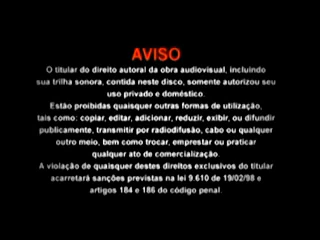 AVISO
O titular do direito autoral da obra audiovisual, incluindo
sua trilha sonora, contida neste disco, somente autorizou seu
uso privado e doméstico.
Estão proibidas quaisquer outras formas de utilização,
tais como: copiar, editar, adicionar, reduzir, exibir, ou difundir
publicamente, transmitir por radiodifusão, cabo ou qualquer
outro meio, bem como trocar, emprestar ou praticar
qualquer ato de comercialização.
A violação de quaisquer destes direitos exclusivos do titular
acarretará sanções previstas na lei 9.610 de 19/02/98 e
artigos 184 e 186 do código penal.